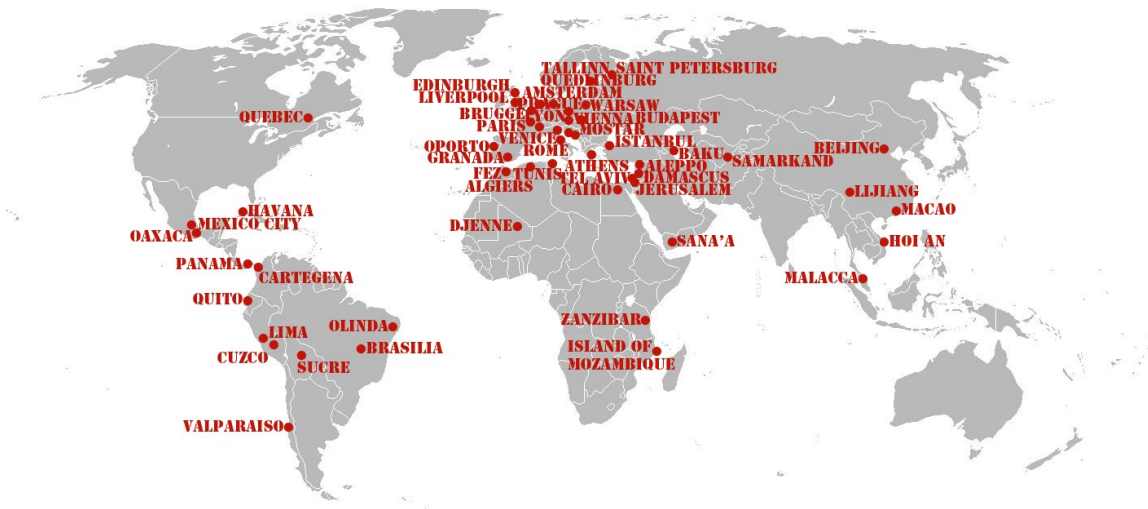 TALLINN SAINT PETERSBURG
QUEDLINBURG
EDINBURGH
AMSTERDAM
LIVERPOOL
PRAGUE
WARSAW
BRUGGE
LYON
VIENNA
BUDAPEST
QUEBEC
PARIS
MOSTAR
VENICE
ISTANBUL
OPORTO
ROME
BAKU
BEIJING
GRANADA
SAMARKAND
ATHENS
ALEPPO
FEZ
TUNIS
TEL AVIV
DAMASCUS
ALGIERS
CAIRO
JERUSALEM
LIJIANG
HAVANA
MACAO
MEXICO CITY
DJENNE
OAXACA
SANA'A
HOI AN
PANAMA
CARTEGENA
MALACCA
QUITO
ZANZIBAR
OLINDA
LIMA
ISLAND OF
MOZAMBIQUE
BRASILIA
CUZCO
SUCRE
VALPARAISO